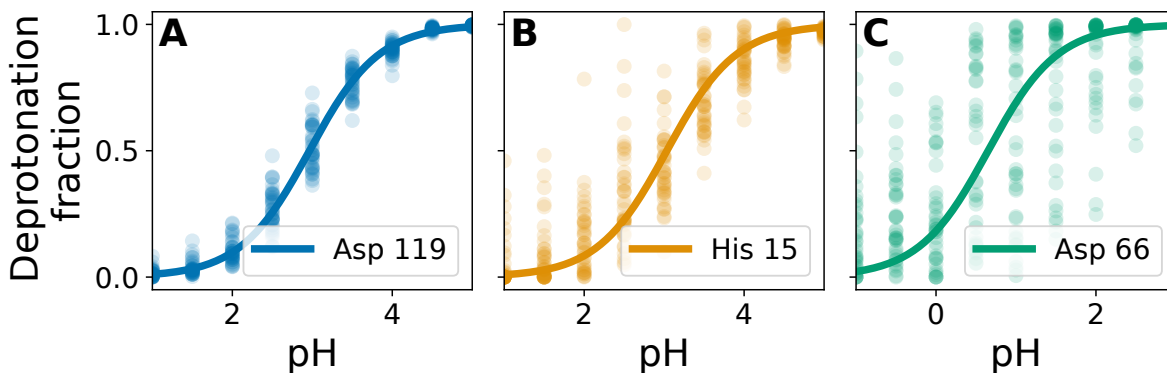 Deprotonation
fraction
1.0
0.5
0.0
A
Asp 119
2
4
pH
B
His 15
2
4
pH
C
Asp 66
0
2
pH